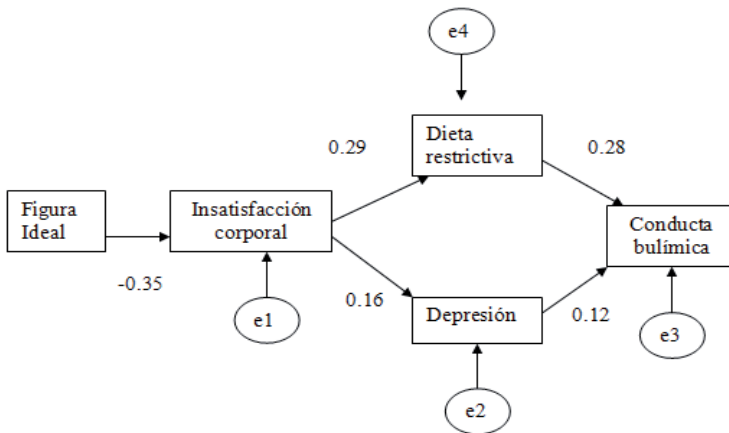 e4
Dieta
restrictiva
0.29
0.28
Figura
Ideal
Insatisfacción
corporal
Conducta
bulímica
-0.35
0.16
Depresión
0.12
e1
e3
e2